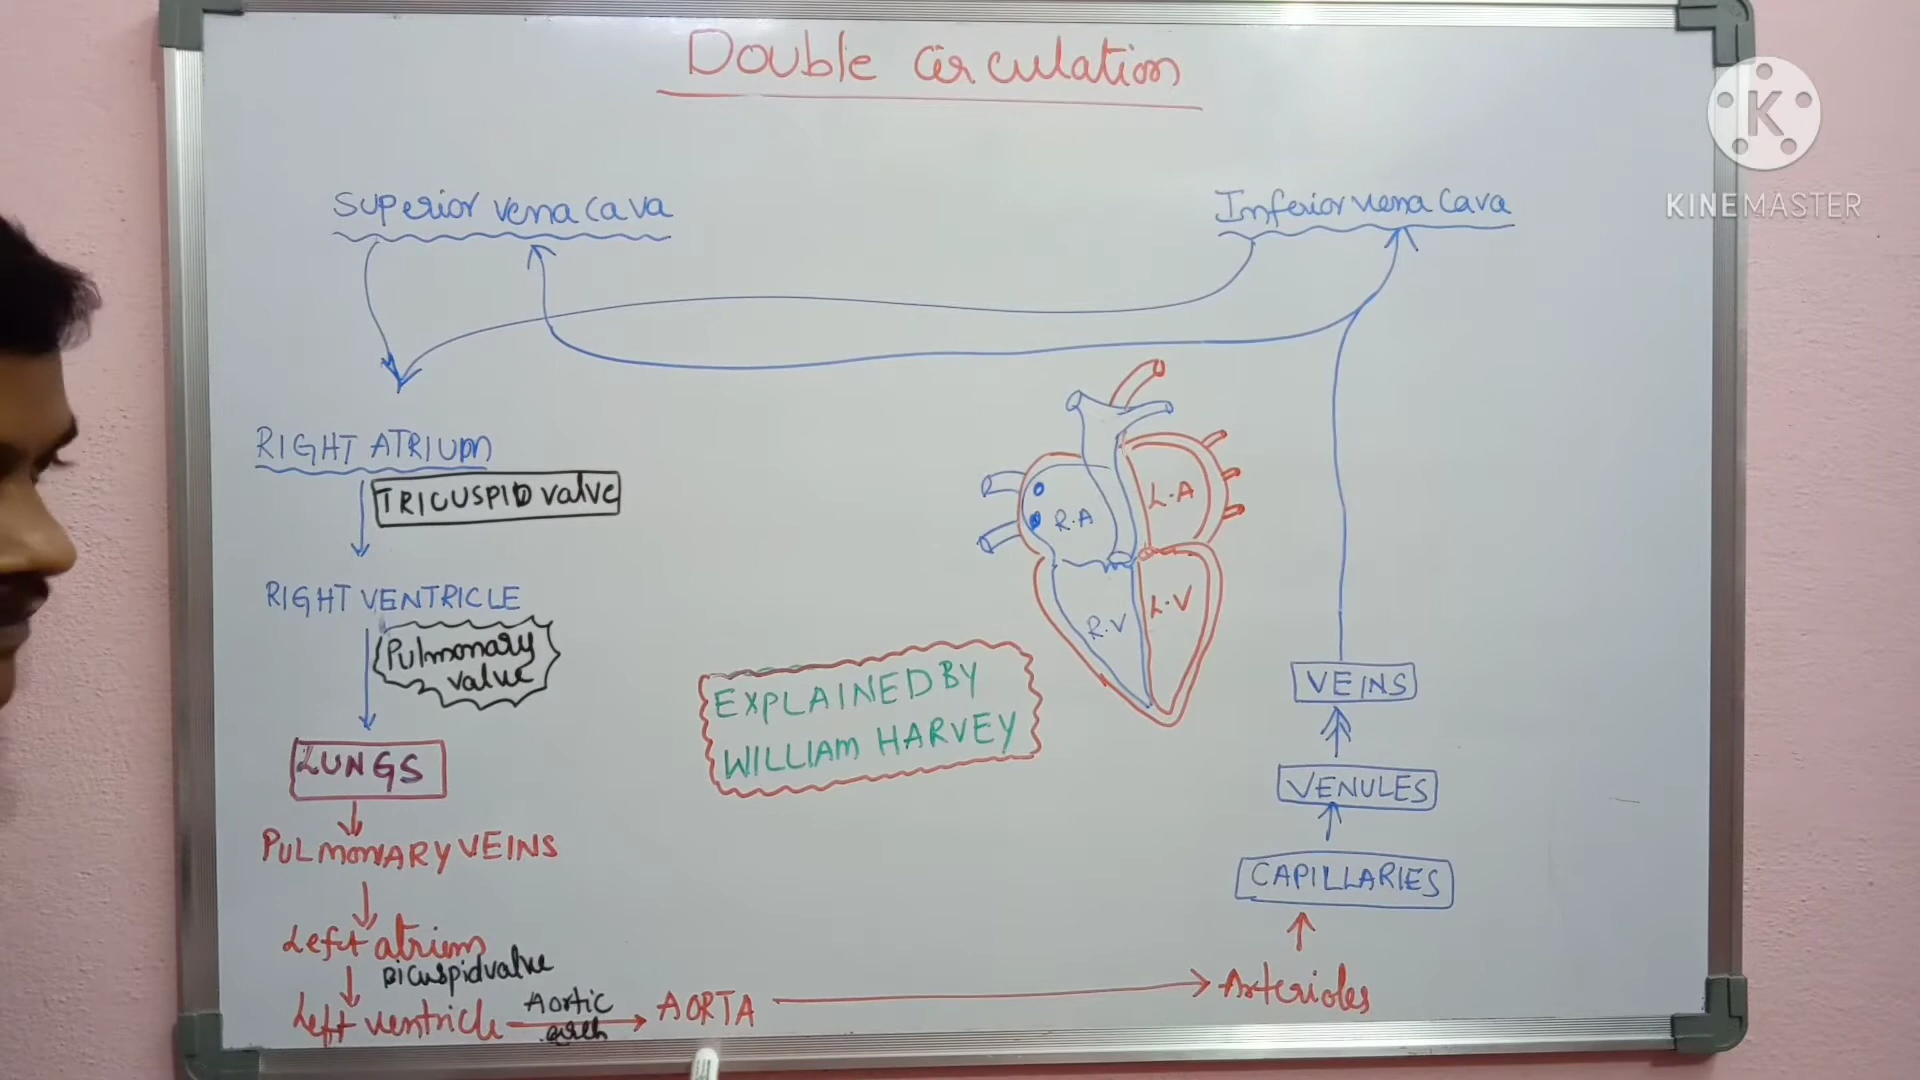 Double circulation
K
KINEMASTER
Superior vena cava
Inferior vena cava
RIGHT ATRIUM
TRICUSPID valve
RIGHT VENTRICLE
Pulmonary
valve
LUNGS
PULMONARY VEINS
Left atrium
Bicuspid valve
Left ventricle
Aortic
arch
AORTA
Arterioles
CAPILLARIES
VENULES
VEINS
R.A
L.A
R.V
L.V
EXPLAINED BY
WILLIAM HARVEY